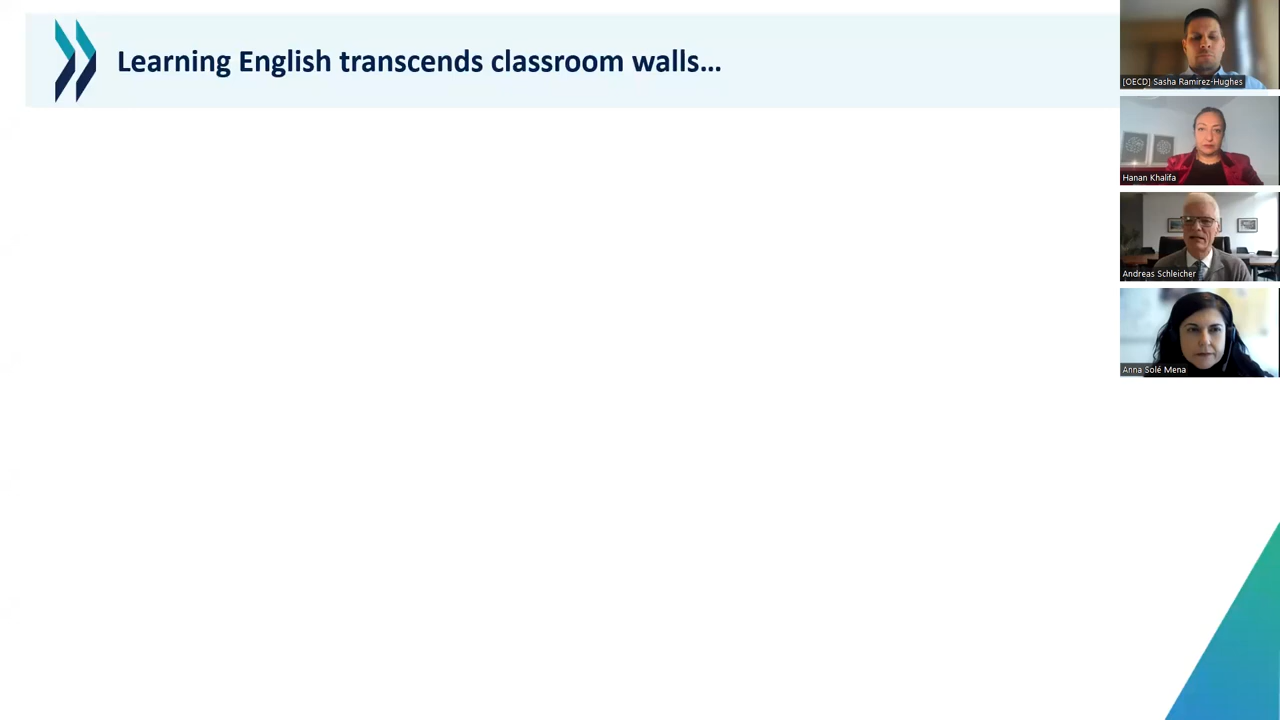 Learning English transcends classroom walls...
[OECD] Sasha Ramirez-Hughes
Hanan Khalifa
Andreas Schleicher
Anna Solé Mena